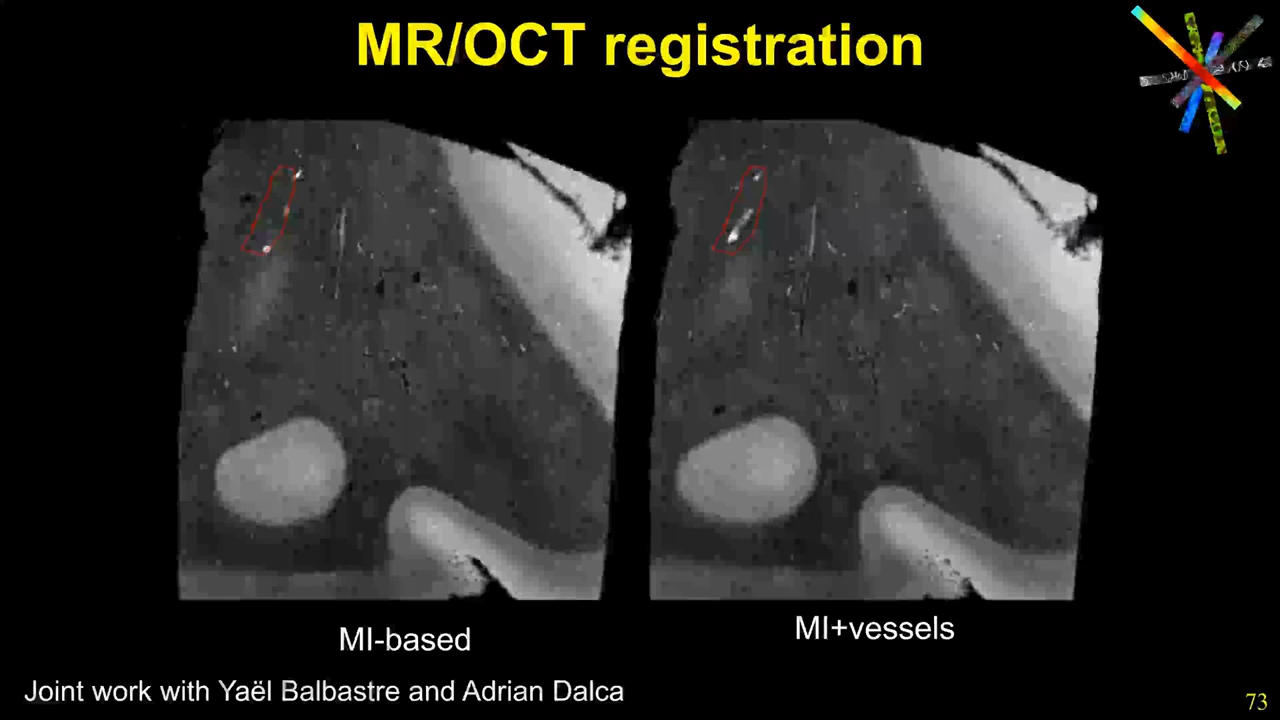 MR/OCT registration
MI-based
MI+vessels
Joint work with Yaël Balbastre and Adrian Dalca
73